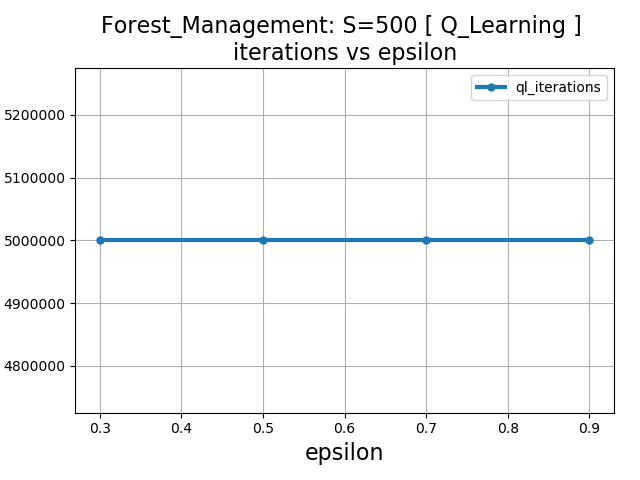 Forest_Management: S=500 [ Q_Learning ]
iterations vs epsilon
ql_iterations
5200000
5100000
5000000
4900000
4800000
0.3 0.4 0.5 0.6 0.7 0.8 0.9
epsilon